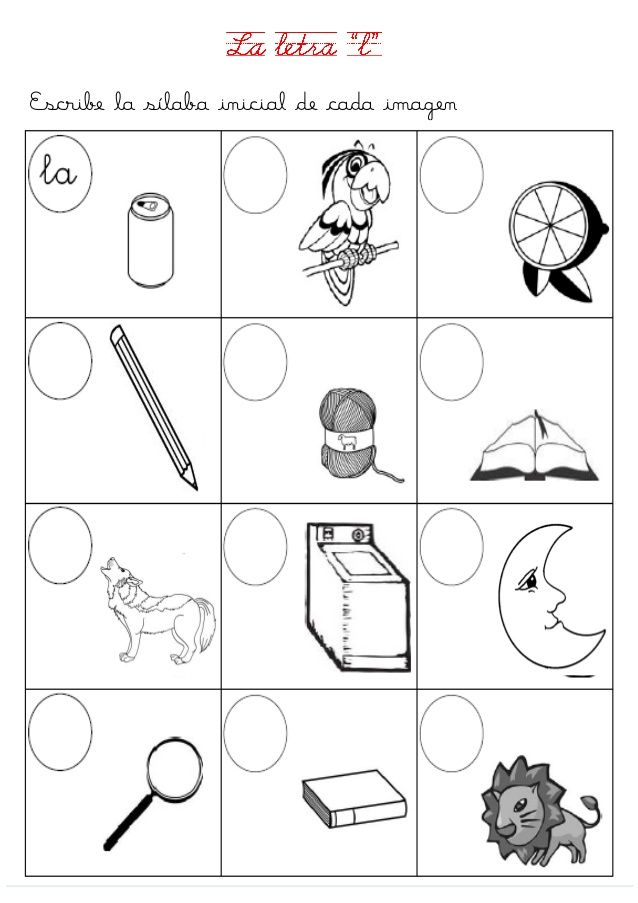 La letra “l”
Escribe la sílaba inicial de cada imagen
la